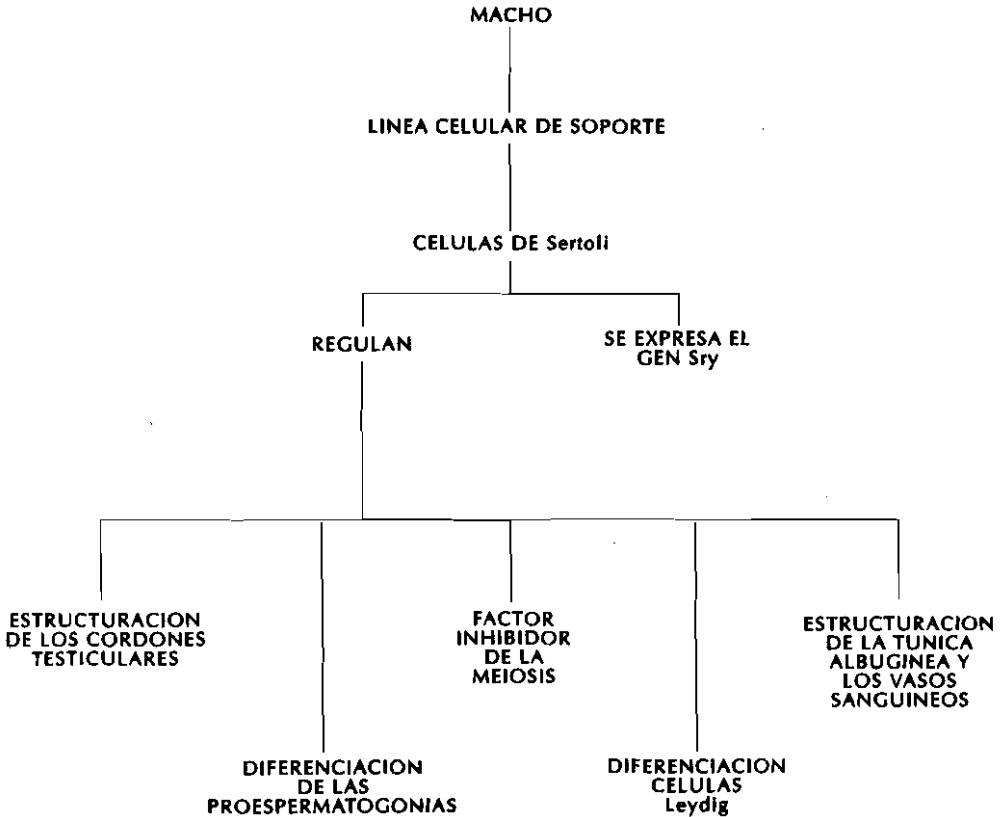 MACHO
LINEA CELULAR DE SOPORTE
CELULAS DE Sertoli
REGULAN
SE EXPRESA EL
GEN Sry
ESTRUCTURACION
DE LOS CORDONES
TESTICULARES
FACTOR
INHIBIDOR
DE LA
MEIOSIS
ESTRUCTURACION
DE LA TUNICA
ALBUGINEA Y
LOS VASOS
SANGUINEOS
DIFERENCIACION
DE LAS
PROESPERMATOGONIAS
DIFERENCIACION
CELULAS
Leydig